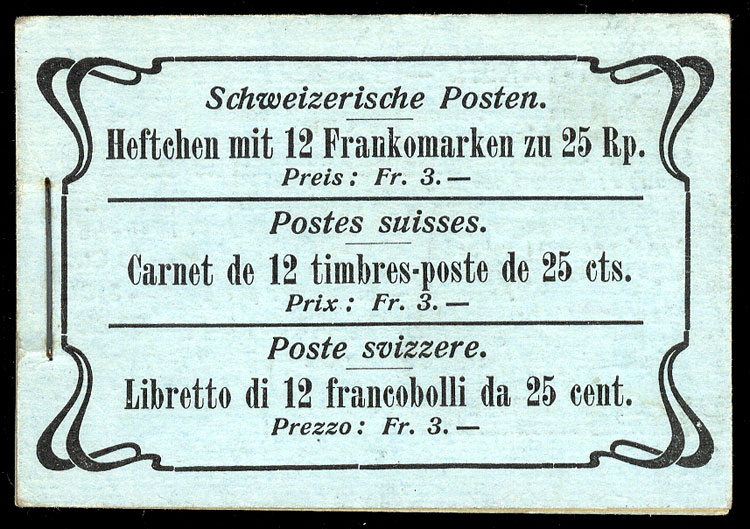 Schweizerische Posten.
Heftchen mit 12 Frankomarken zu 25 Rp.
Preis: Fr. 3.—
Postes suisses.
Carnet de 12 timbres-poste de 25 cts.
Prix: Fr. 3.—
Poste svizzere.
Libretto di 12 francobolli da 25 cent.
Prezzo: Fr. 3.—